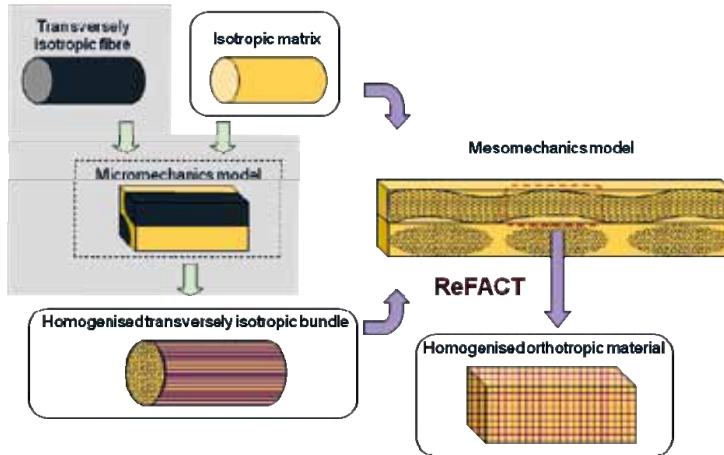 Transversely
isotropic fibre
Isotropic matrix
Mesomechanics model
Micromechanics model
ReFACT
Homogenised transversely isotropic bundle
Homogenised orthotropic material